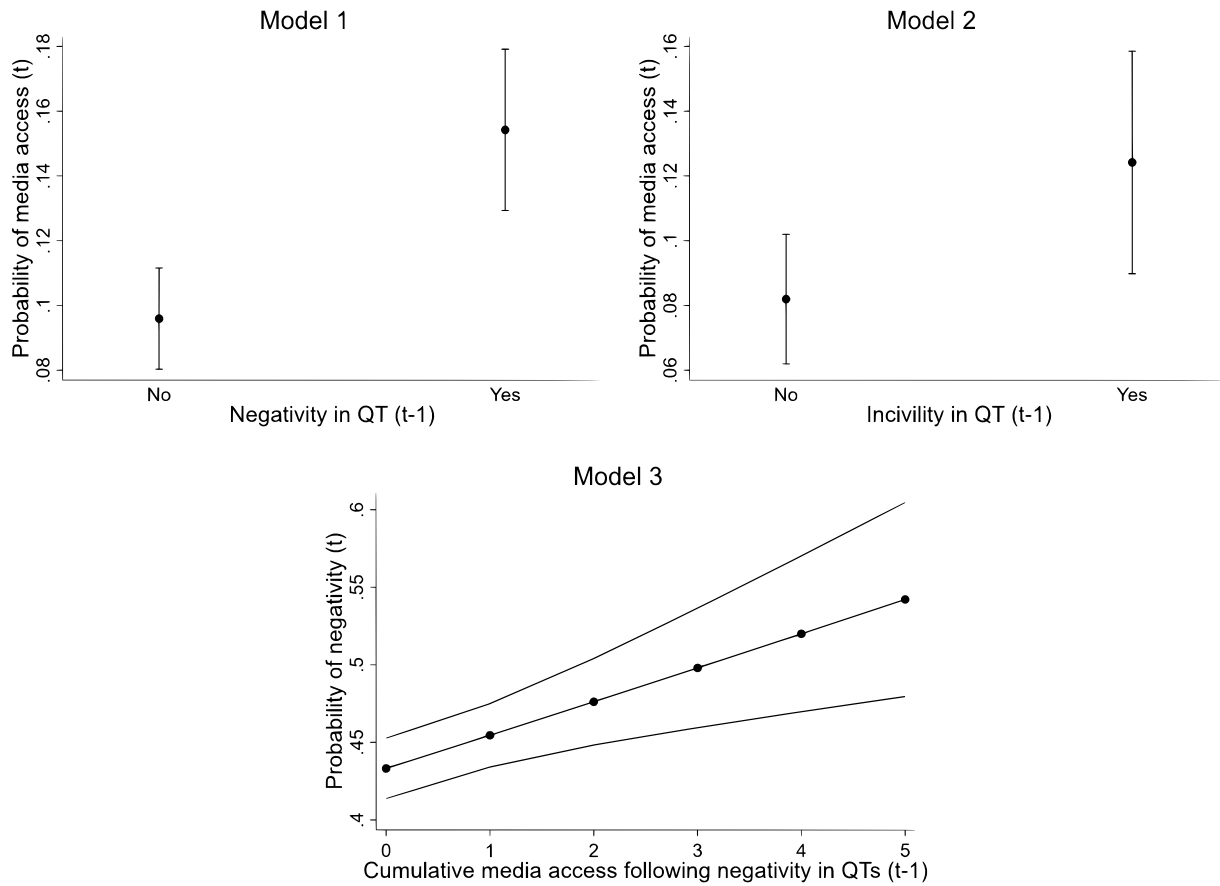 Model 1
Probability of media access (t)
.18
.16
.14
.12
.1
.08
No
Yes
Negativity in QT (t-1)
Model 2
Probability of media access (t)
.16
.14
.12
.1
.08
.06
No
Yes
Incivility in QT (t-1)
Model 3
Probability of negativity (t)
.6
.55
.5
.45
.4
0 1 2 3 4 5
Cumulative media access following negativity in QTs (t-1)